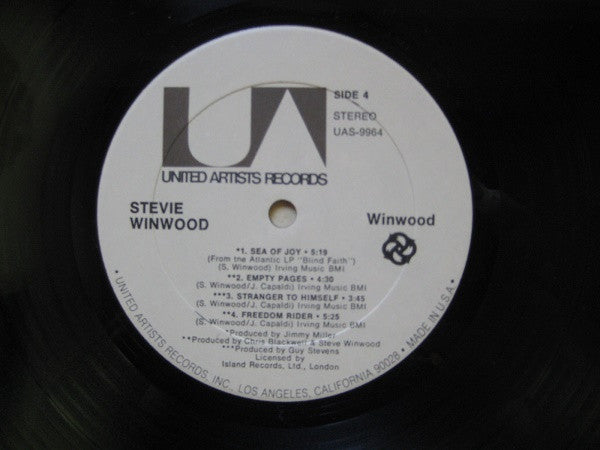 UA
SIDE 4
STEREO
UAS-9964
UNITED ARTISTS RECORDS
STEVIE
WINWOOD
Winwood
*1. SEA OF JOY • 5:19
(From the Atlantic LP "Blind Faith")
(S. Winwood) Irving Music BMI
**2. EMPTY PAGES • 4:30
(S. Winwood/J. Capaldi) Irving Music BMI
***3. STRANGER TO HIMSELF • 3:45
(S. Winwood/J. Capaldi) Irving Music BMI
**4. FREEDOM RIDER • 5:25
(S. Winwood/J. Capaldi) Irving Music BMI
*Produced by Jimmy Miller
**Produced by Chris Blackwell & Steve Winwood
***Produced by Guy Stevens
Licensed by
Island Records, Ltd., London
• UNITED ARTISTS RECORDS, INC., LOS ANGELES, CALIFORNIA 90028 • MADE IN U.S.A. •